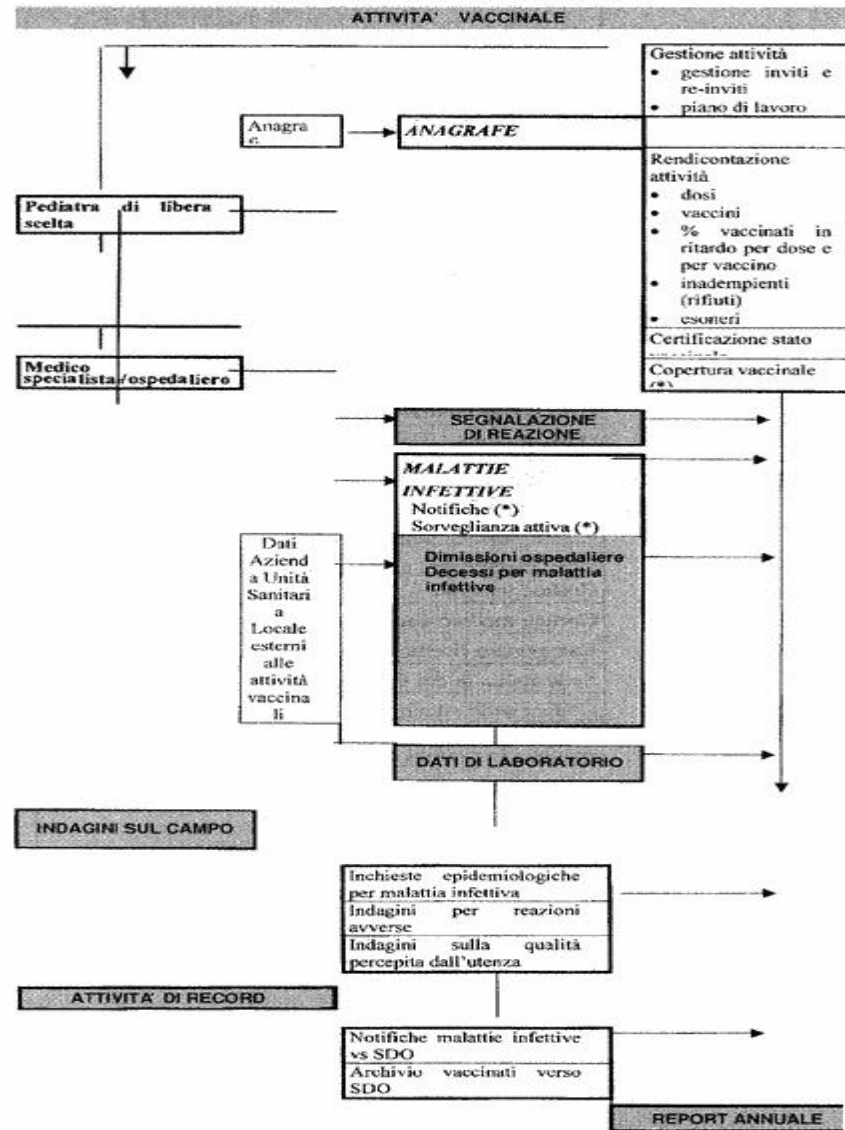 ATTIVITA' VACCINALE
Gestione attività
• gestione inviti e
re-inviti
• piano di lavoro
Anagra
ANAGRAFE
Rendicontazione
attività
• dosi
• vaccini
• % vaccinati in
ritardo per dose e
per vaccino
• inadempienti
(rifiuti)
• esoneri
Certificazione stato
Copertura vaccinale
(*)
Pediatra di libera
scelta
Medico
specialista/ospedaliero
SEGNALAZIONE
DI REAZIONE
MALATTIE
INFETTIVE
Notifiche (*)
Sorveglianza attiva (*)
Dimissioni ospedaliere
Decessi per malattia
infettive
Dati
Aziend
a Unità
Sanitari
a
Locale
esterni
alle
attività
vaccina
li
DATI DI LABORATORIO
INDAGINI SUL CAMPO
Inchieste epidemiologiche
per malattia infettiva
Indagini per reazioni
avverse
Indagini sulla qualità
percepita dall'utenza
ATTIVITA' DI RECORD
Notifiche malattie infettive
vs SDO
Archivio vaccinati verso
SDO
REPORT ANNUALE